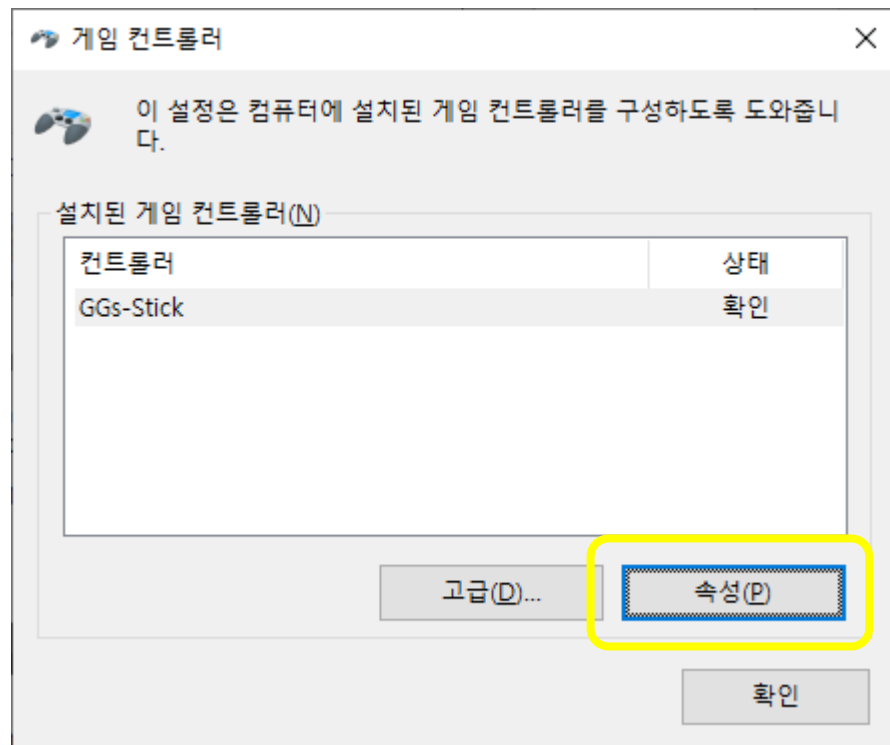 게임 컨트롤러
이 설정은 컴퓨터에 설치된 게임 컨트롤러를 구성하도록 도와줍니
다.
설치된 게임 컨트롤러(N)
컨트롤러 상태
GGs-Stick 확인
고급(D)... 속성(P)
확인